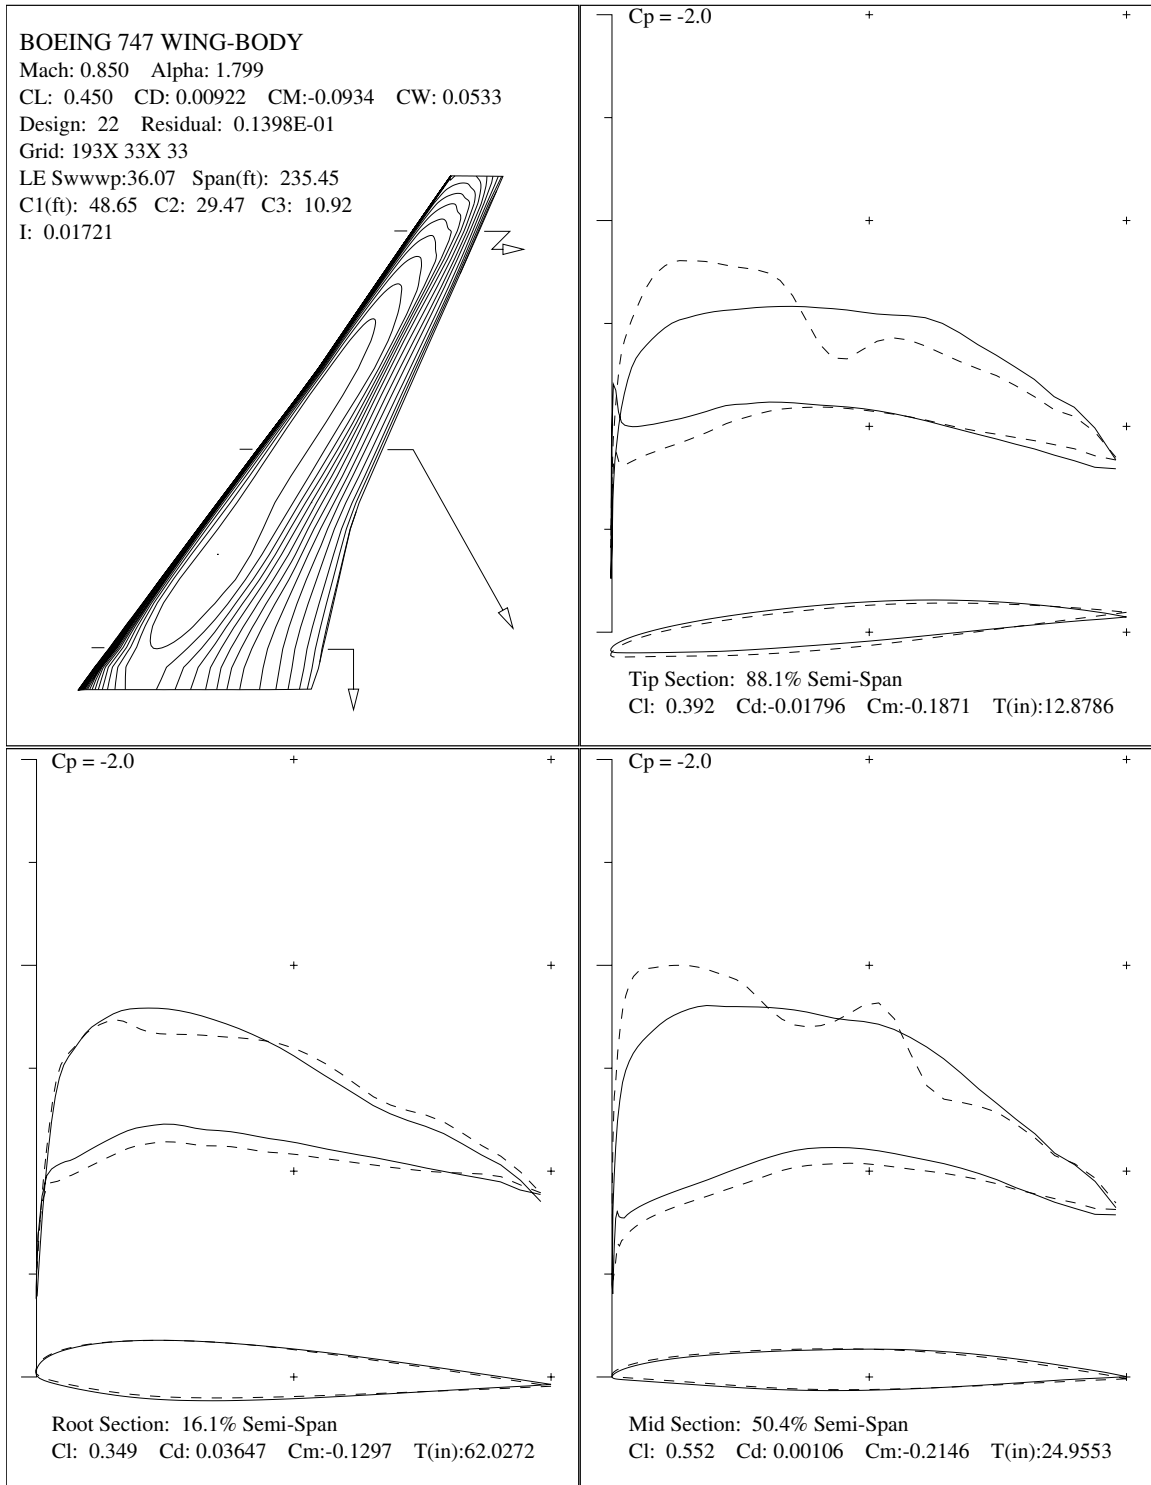 BOEING 747 WING-BODY
Mach: 0.850 Alpha: 1.799
CL: 0.450 CD: 0.00922 CM:-0.0934 CW: 0.0533
Design: 22 Residual: 0.1398E-01
Grid: 193X 33X 33
LE Swwwp:36.07 Span(ft): 235.45
C1(ft): 48.65 C2: 29.47 C3: 10.92
I: 0.01721
Cp = -2.0
Tip Section: 88.1% Semi-Span
Cl: 0.392 Cd:-0.01796 Cm:-0.1871 T(in):12.8786
Cp = -2.0
Root Section: 16.1% Semi-Span
Cl: 0.349 Cd: 0.03647 Cm:-0.1297 T(in):62.0272
Cp = -2.0
Mid Section: 50.4% Semi-Span
Cl: 0.552 Cd: 0.00106 Cm:-0.2146 T(in):24.9553